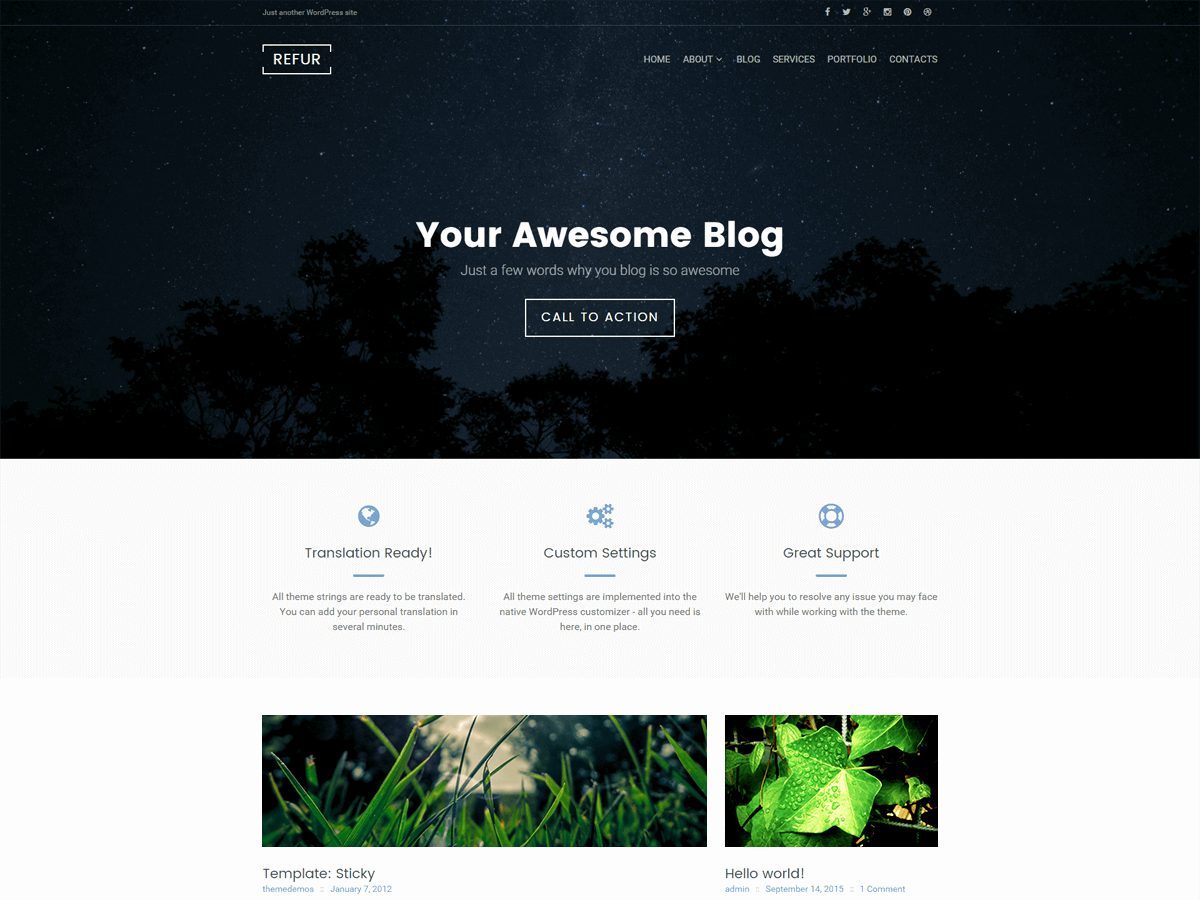 Just another WordPress site
REFUR
HOME ABOUT BLOG SERVICES PORTFOLIO CONTACTS
Your Awesome Blog
Just a few words why you blog is so awesome
CALL TO ACTION
Translation Ready!
All theme strings are ready to be translated.
You can add your personal translation in
several minutes.
Custom Settings
All theme settings are implemented into the
native WordPress customizer - all you need is
here, in one place.
Great Support
We'll help you to resolve any issue you may face
with while working with the theme.
Template: Sticky
themedemos :: January 7, 2012
Hello world!
admin :: September 14, 2015 :: 1 Comment